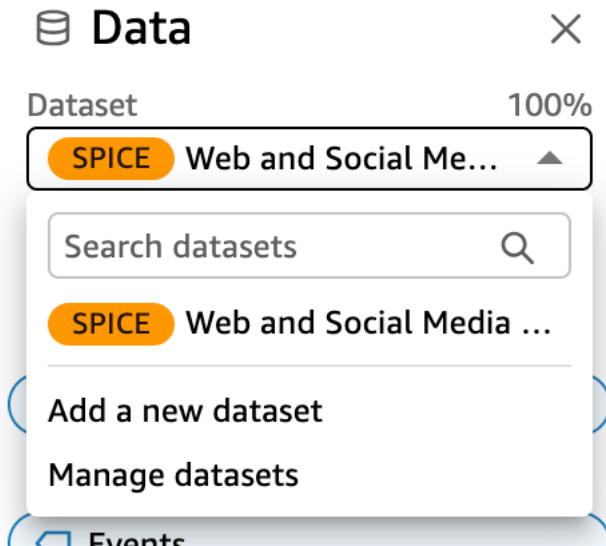 Data
Dataset 100%
SPICE Web and Social Me...
Search datasets
SPICE Web and Social Media ...
Add a new dataset
Manage datasets
Events